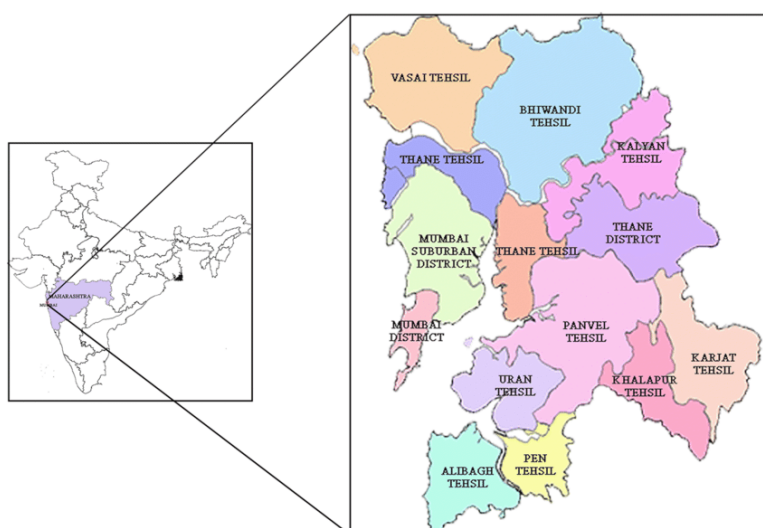 VASAI TEHSIL
BHIWANDI
TEHSIL
KALYAN
TEHSIL
THANE TEHSIL
THANE
DISTRICT
MUMBAI
SUBURBAN
DISTRICT
THANE TEHSIL
MAHARASHTRA
MUMBAI
MUMBAI
DISTRICT
PANVEL
TEHSIL
KARJAT
TEHSIL
URAN
TEHSIL
KHALAPUR
TEHSIL
PEN
TEHSIL
ALIBAGH
TEHSIL